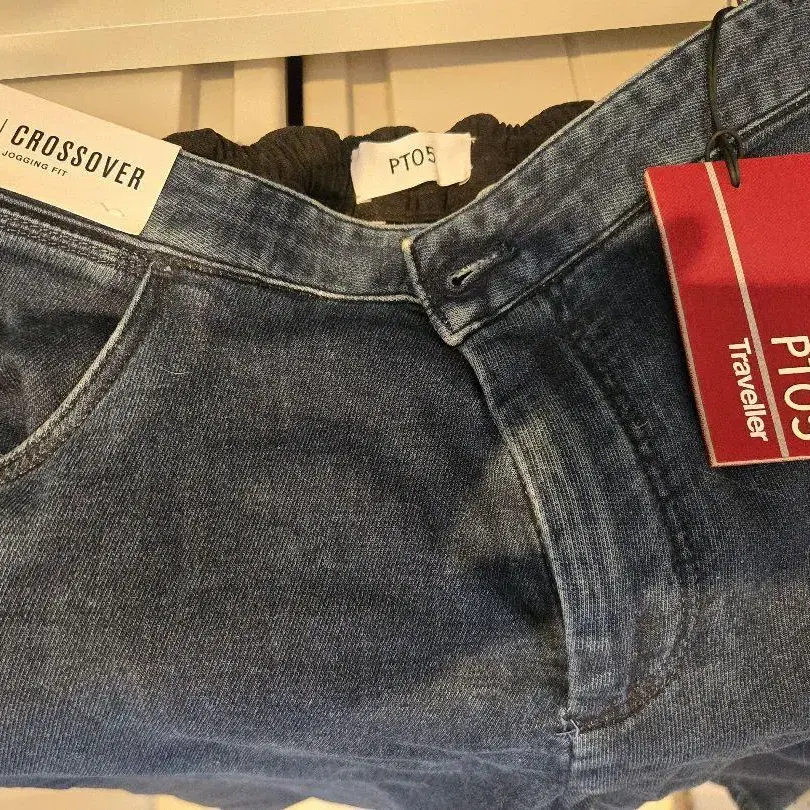 CROSSOVER
JOGGING FIT
PT05
PT05
Traveller